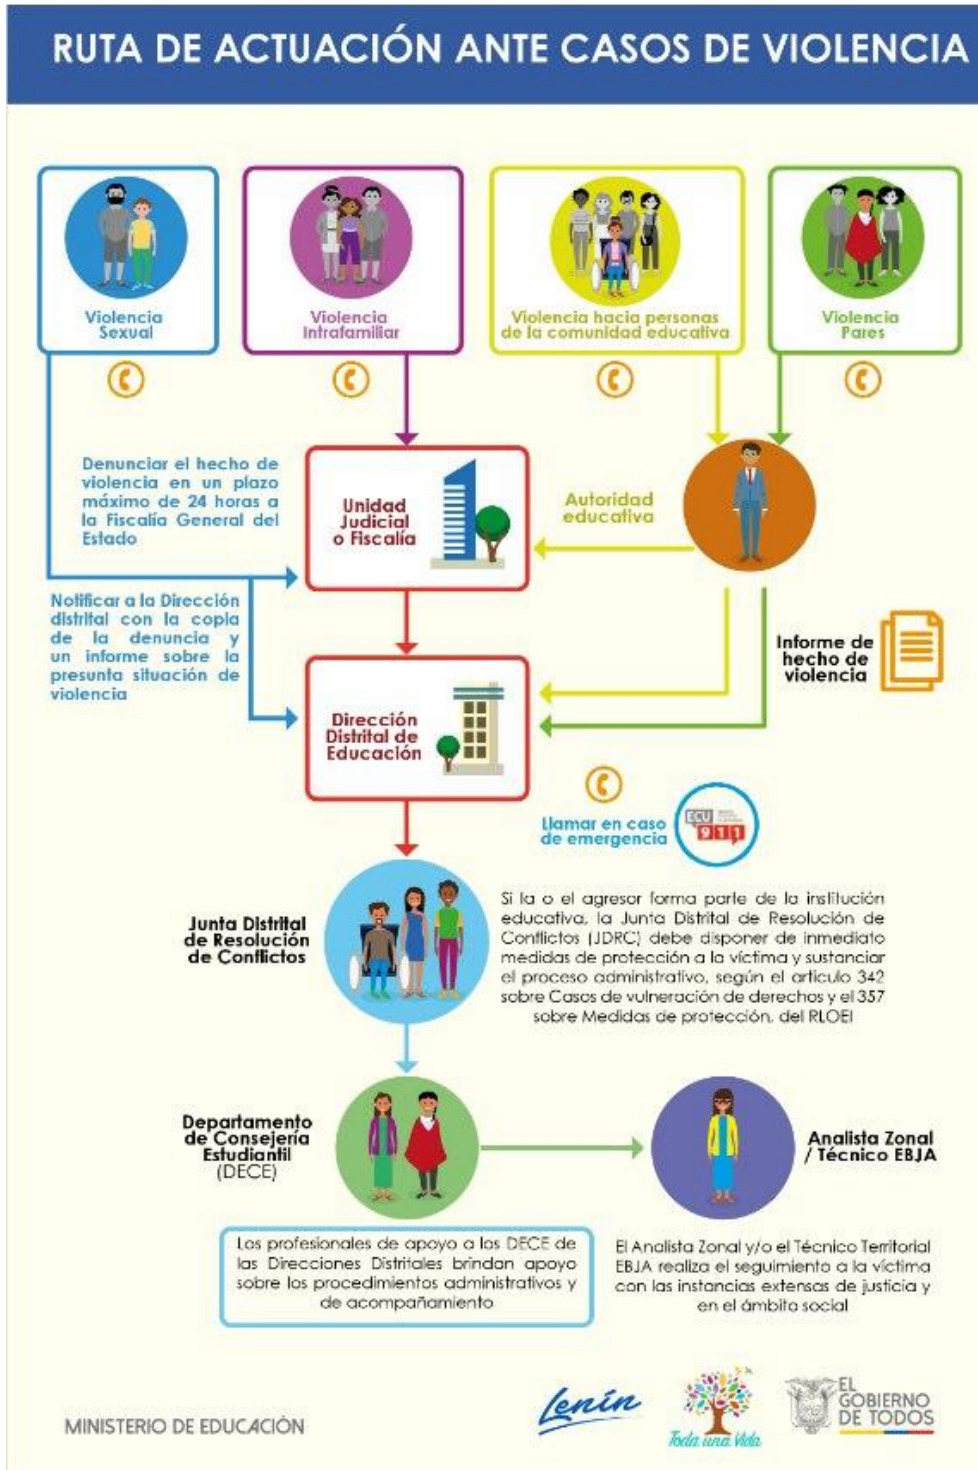 RUTA DE ACTUACIÓN ANTE CASOS DE VIOLENCIA
Violencia
Sexual
Violencia
Intrafamiliar
Violencia hacia personas
de la comunidad educativa
Violencia
Pares
Denunciar el hecho de
violencia en un plazo
máximo de 24 horas a
la Fiscalía General del
Estado
Unidad
Judicial
o Fiscalía
Autoridad
educativa
Notificar a la Dirección
distrital con la copia
de la denuncia y
un informe sobre la
presunta situación de
violencia
Informe de
hecho de
violencia
Dirección
Distrital de
Educación
Llamar en caso
de emergencia
ECU
911
Junta Distrital
de Resolución
de Conflictos
Si la o el agresor forma parte de la institución
educativa, la Junta Distrital de Resolución de
Conflictos (JDRC) debe disponer de inmediato
medidas de protección a la víctima y sustanciar
el proceso administrativo, según el artículo 342
sobre Casos de vulneración de derechos y el 357
sobre Medidas de protección, del RLOEI
Departamento
de Consejería
Estudiantil
(DECE)
Analista Zonal
/ Técnico EBJA
Los profesionales de apoyo a los DECE de
las Direcciones Distritales brindan apoyo
sobre los procedimientos administrativos y
de acompañamiento
El Analista Zonal y/o el Técnico Territorial
EBJA realiza el seguimiento a la víctima
con las instancias extensas de justicia y
en el ámbito social
MINISTERIO DE EDUCACIÓN
Lenín
Toda una Vida
EL
GOBIERNO
DE TODOS